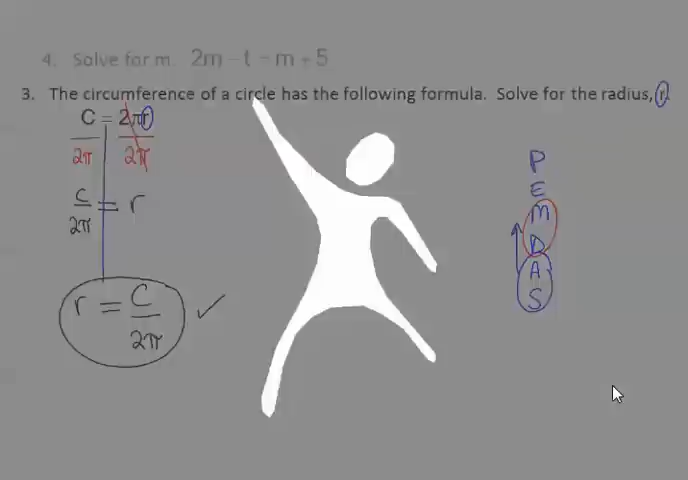 4. Solve for m. 2m - t = m + 5
3. The circumference of a circle has the following formula. Solve for the radius, r.
C = 2πr
2π 2π
C/2π = r
r = C/2π ✓
P
E
M
D
A
S